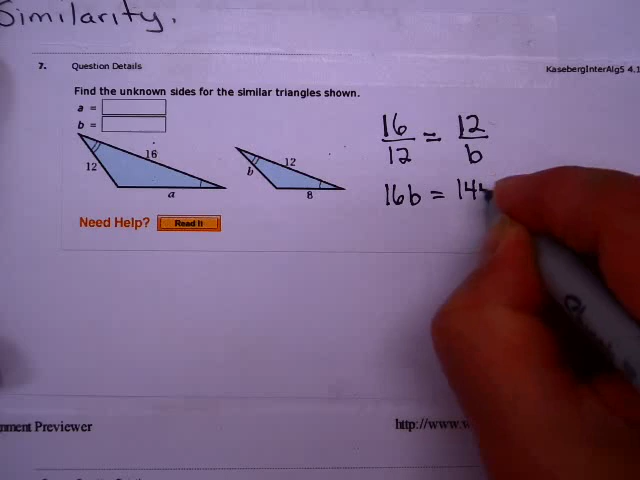 Similarity.
7. Question Details
KasebergInterAlg5 4.1
Find the unknown sides for the similar triangles shown.
a =
b =
16/12 = 12/b
12
16
a
b
12
8
16b = 144
Need Help? Read It
nment Previewer
http://www.w